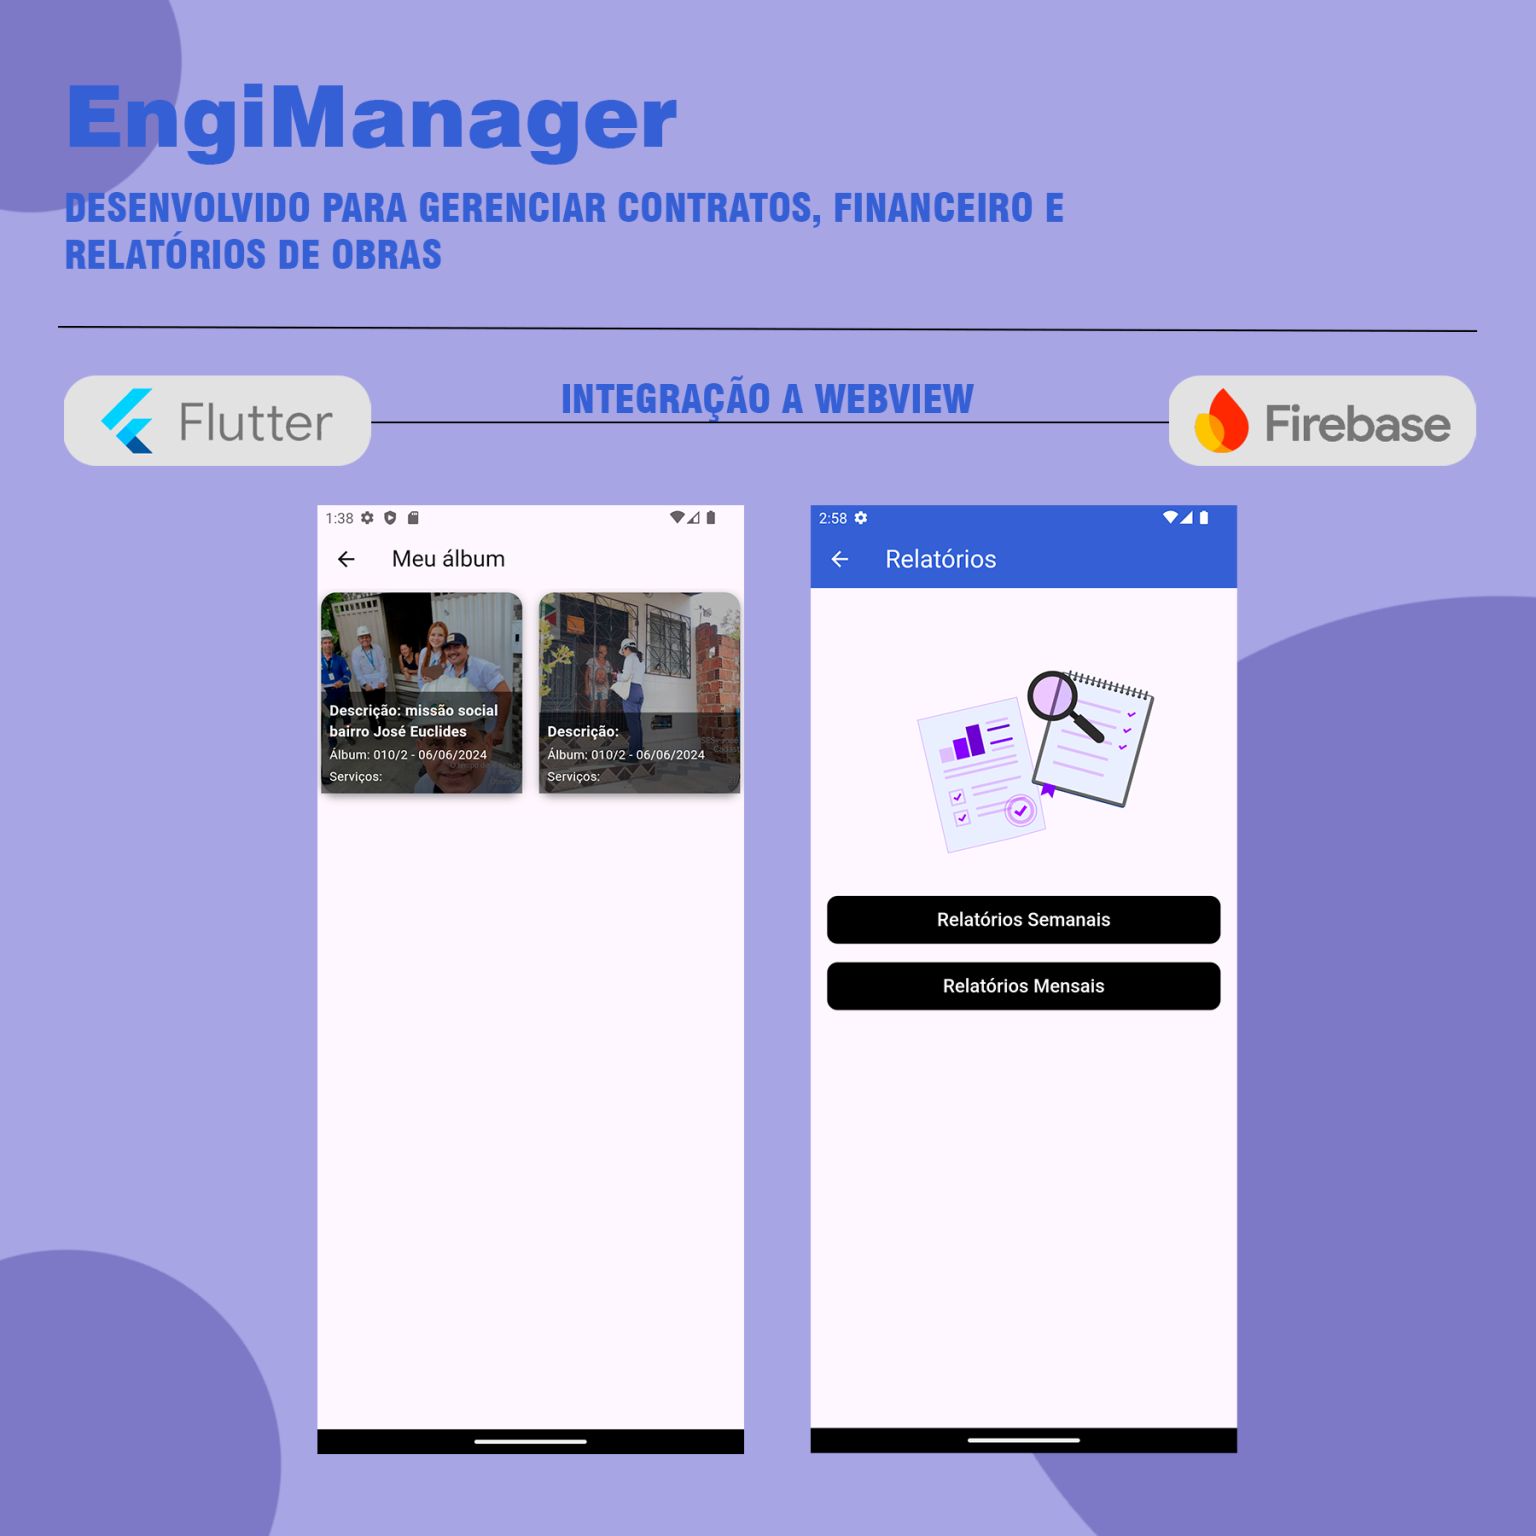 EngiManager
DESENVOLVIDO PARA GERENCIAR CONTRATOS, FINANCEIRO E
RELATÓRIOS DE OBRAS
INTEGRAÇÃO A WEBVIEW
Flutter
Firebase
1:38
Meu álbum
Descrição: missão social
bairro José Euclides
Álbum: 010/2 - 06/06/2024
Serviços:
Descrição:
Álbum: 010/2 - 06/06/2024
Serviços:
2:58
Relatórios
Relatórios Semanais
Relatórios Mensais